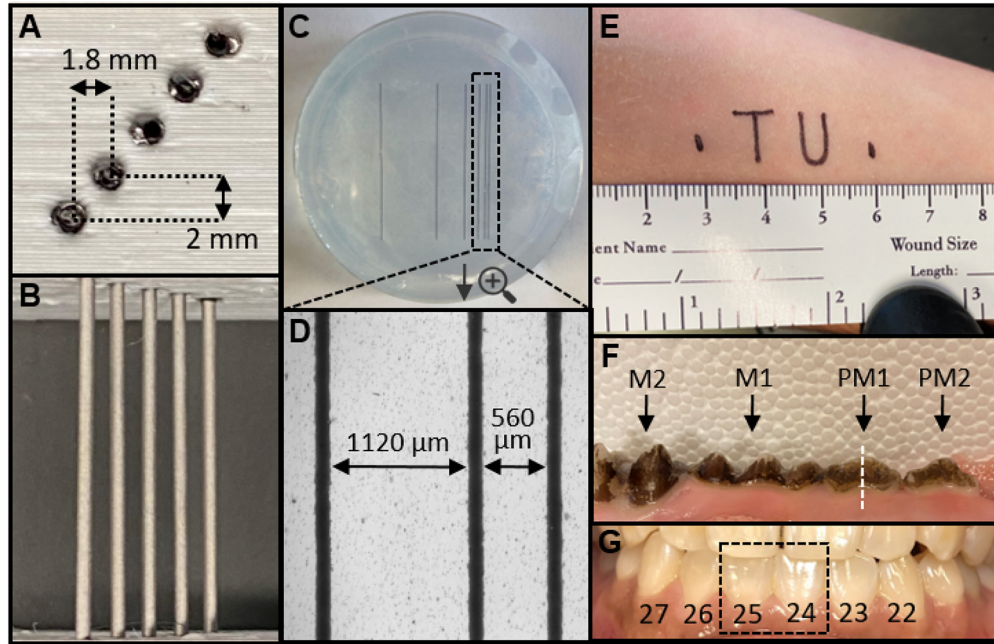 A
1.8 mm
2 mm
B
C
D
1120 µm
560
µm
E
TU
2 3 4 5 6 7 8
ent Name
Wound Size
e / /
Length:
1 2 3
F
M2 M1 PM1 PM2
G
27 26 25 24 23 22